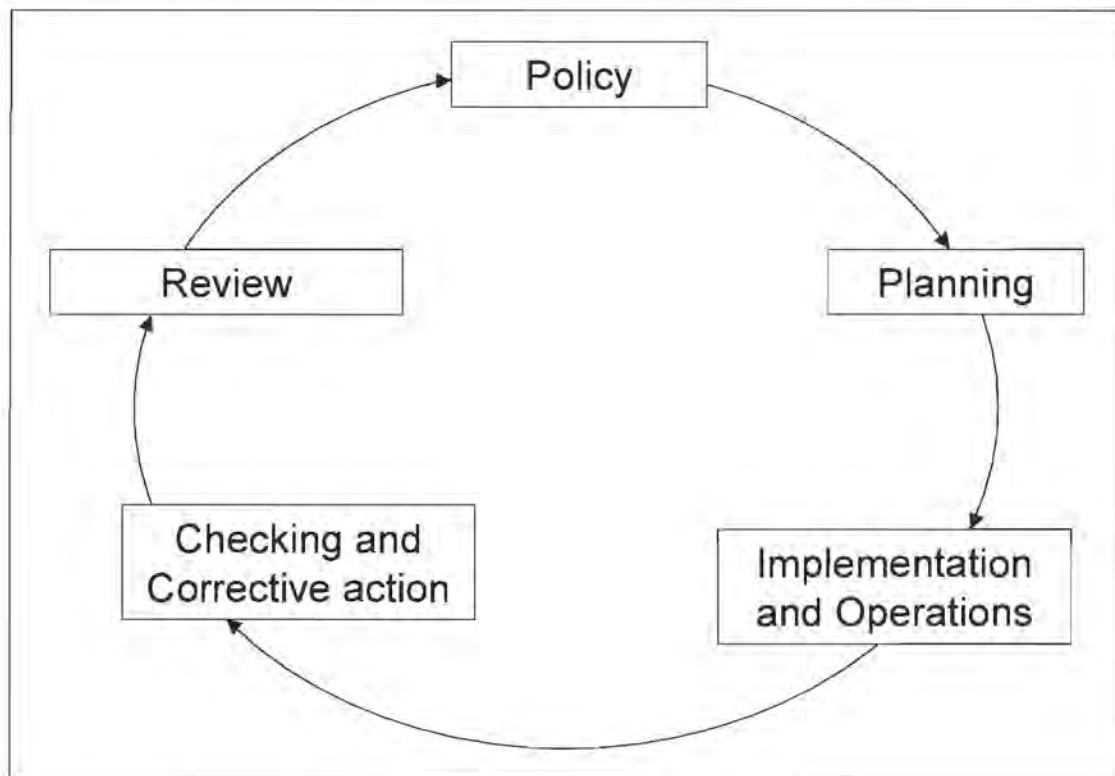 Policy
Planning
Implementation
and Operations
Checking and
Corrective action
Review